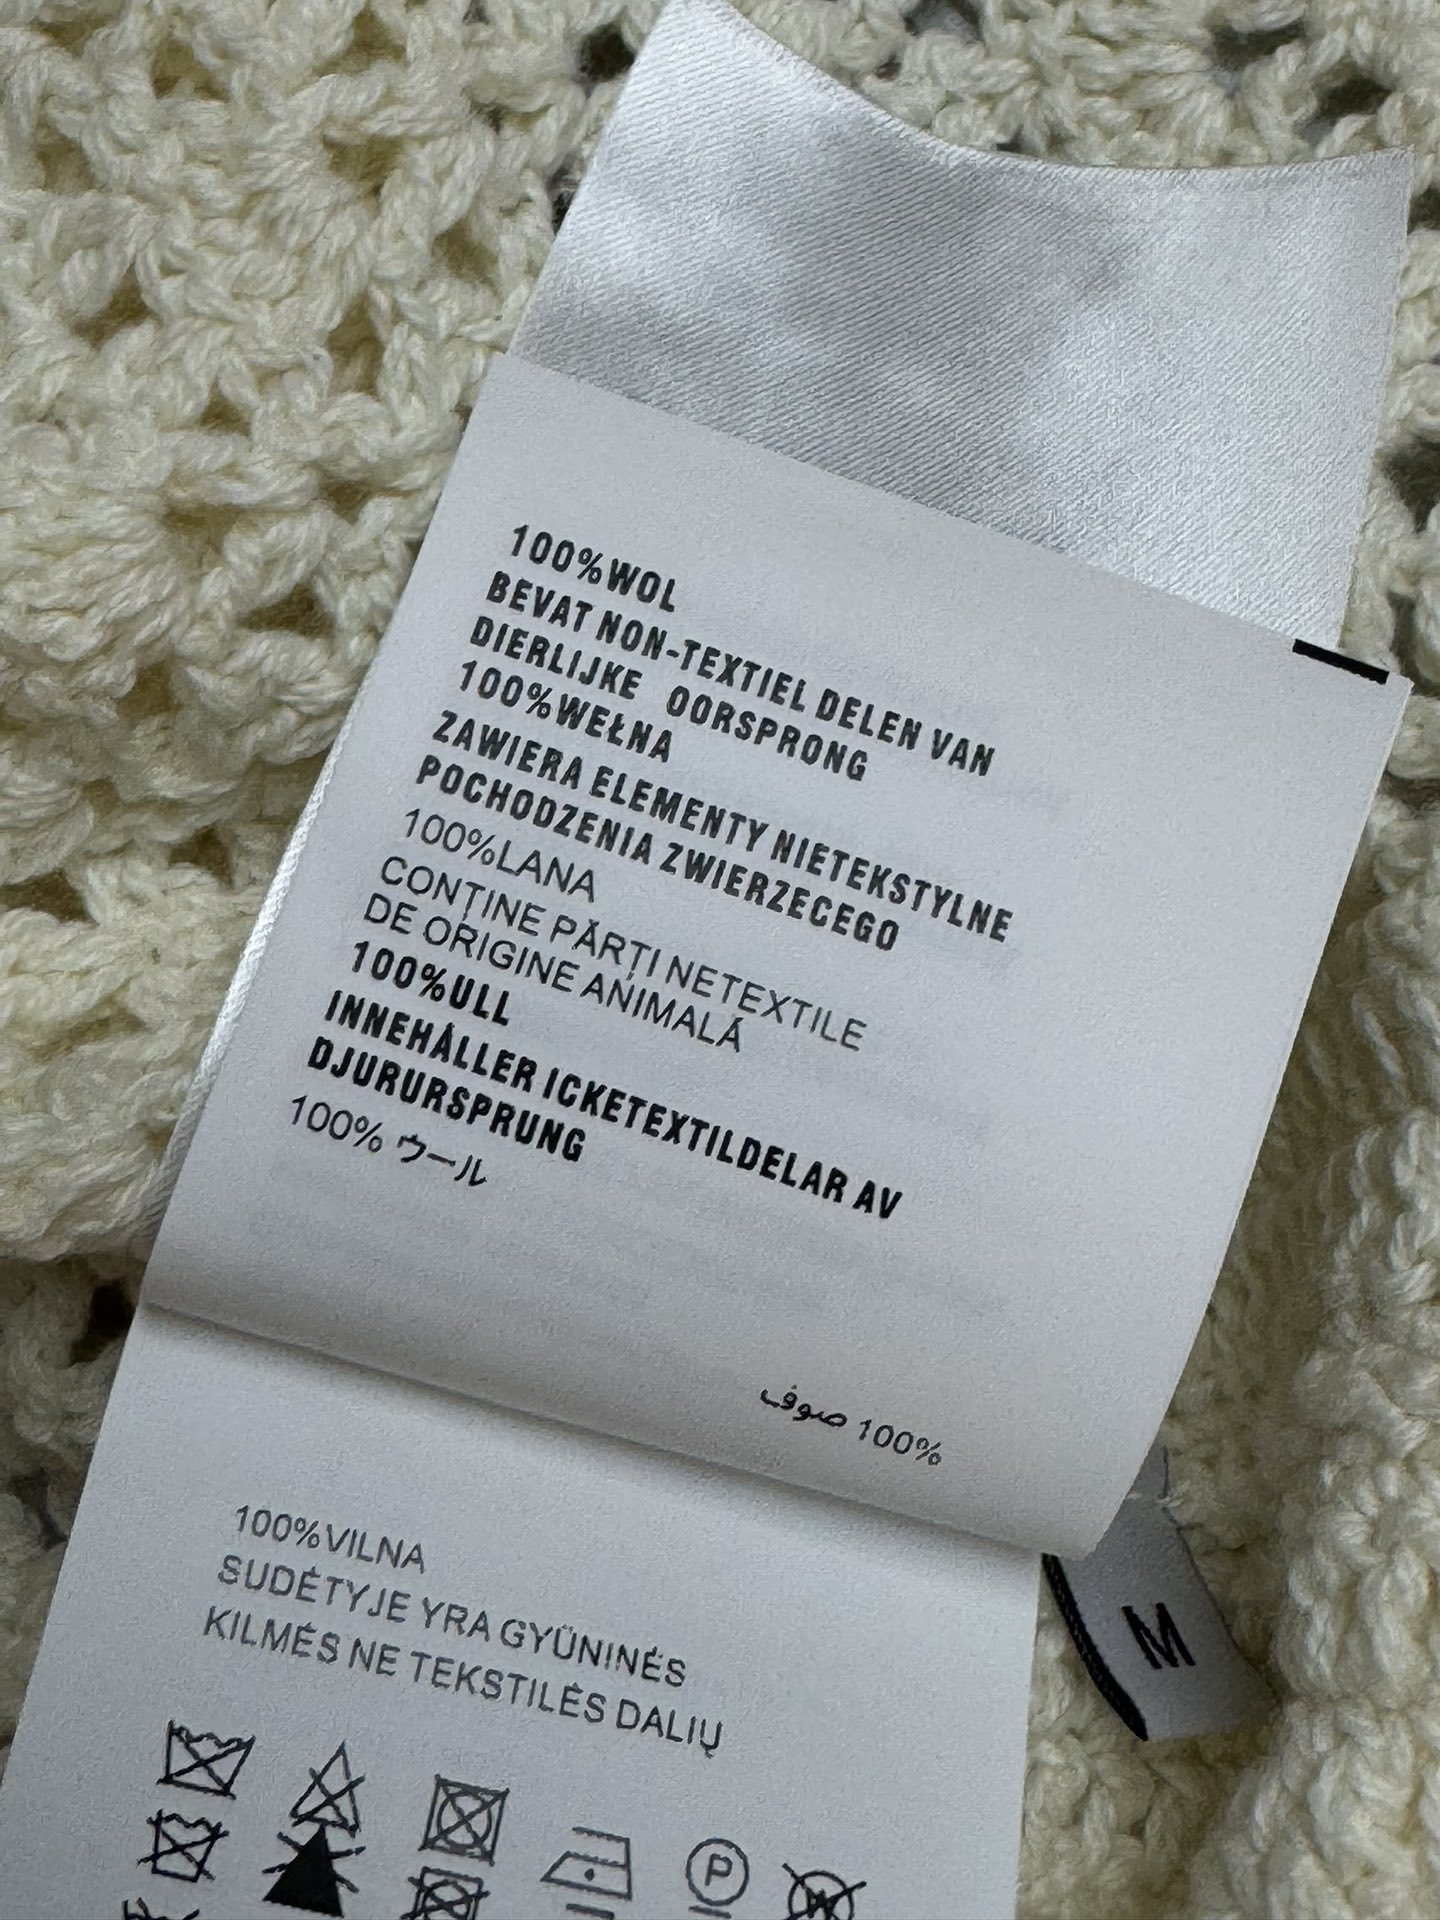 100%WOL
BEVAT NON-TEXTIEL DELEN VAN
DIERLIJKE OORSPRONG
100%WEŁNA
ZAWIERA ELEMENTY NIETEKSTYLNE
POCHODZENIA ZWIERZECEGO
100%LANA
CONȚINE PĂRȚI NETEXTILE
DE ORIGINE ANIMALĂ
100%ULL
INNEHÅLLER ICKETEXTILDELAR AV
DJURURSPRUNG
100% ウール
100% صوف
100%VILNA
SUDĖTYJE YRA GYŪNINĖS
KILMĖS NE TEKSTILĖS DALIŲ
P
W
M